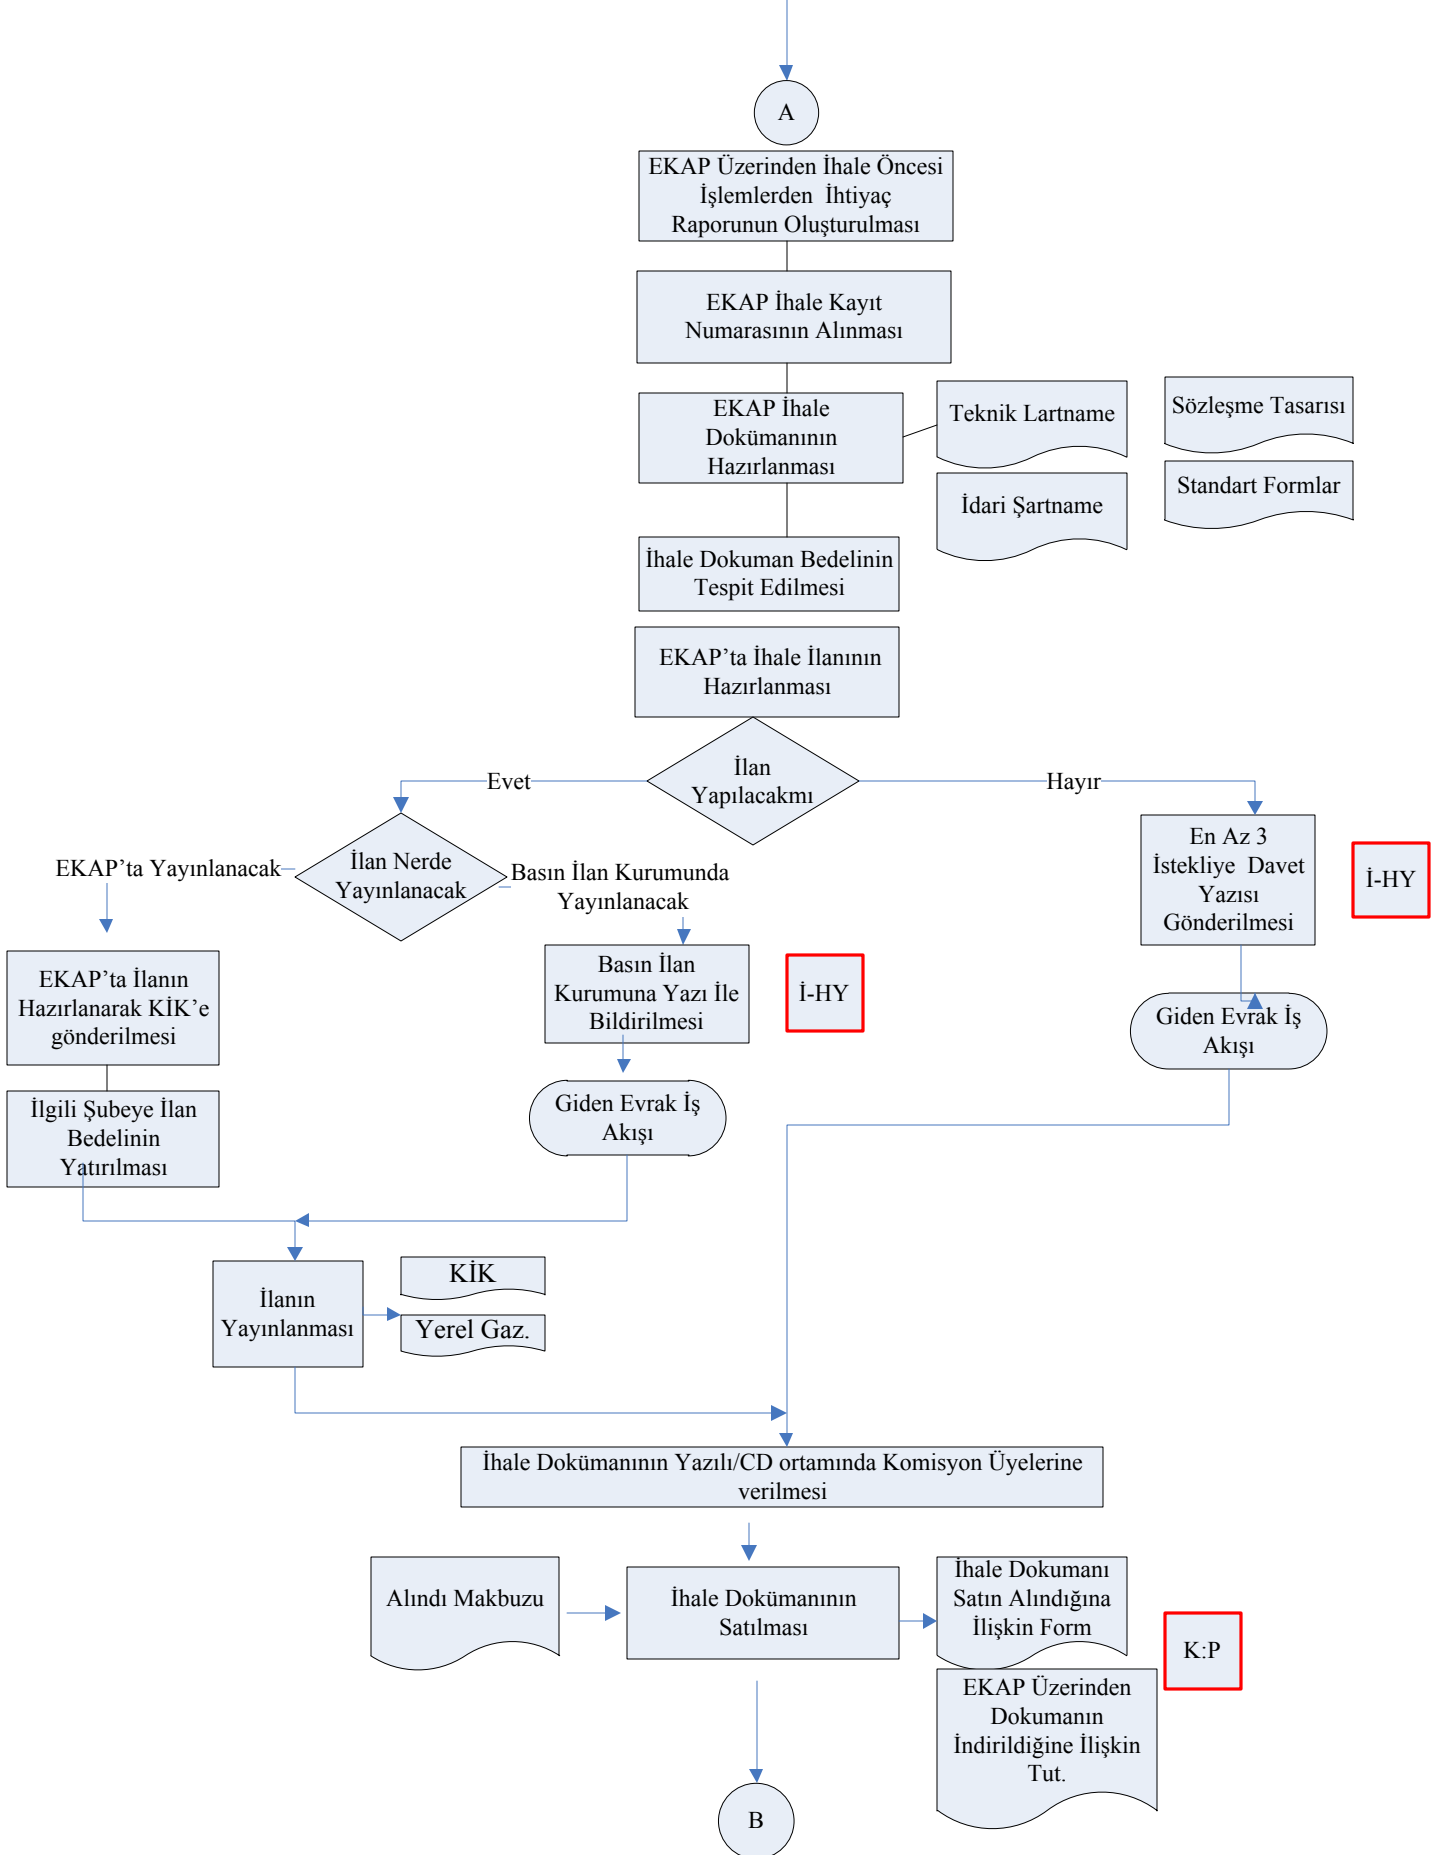 A
EKAP Üzerinden İhale Öncesi
İşlemlerden İhtiyaç
Raporunun Oluşturulması
EKAP İhale Kayıt
Numarasının Alınması
EKAP İhale
Dokümanının
Hazırlanması
Teknik Lartname
Sözleşme Tasarısı
İdari Şartname
Standart Formlar
İhale Dokuman Bedelinin
Tespit Edilmesi
EKAP’ta İhale İlanının
Hazırlanması
İlan
Yapılacakmı
Evet
Hayır
İlan Nerde
Yayınlanacak
EKAP’ta Yayınlanacak
Basın İlan Kurumunda
Yayınlanacak
En Az 3
İstekliye Davet
Yazısı
Gönderilmesi
İ-HY
EKAP’ta İlanın
Hazırlanarak KİK’e
gönderilmesi
Basın İlan
Kurumuna Yazı İle
Bildirilmesi
İ-HY
Giden Evrak İş
Akışı
İlgili Şubeye İlan
Bedelinin
Yatırılması
Giden Evrak İş
Akışı
İlanın
Yayınlanması
KİK
Yerel Gaz.
İhale Dokümanının Yazılı/CD ortamında Komisyon Üyelerine
verilmesi
Alındı Makbuzu
İhale Dokümanının
Satılması
İhale Dokumanı
Satın Alındığına
İlişkin Form
K:P
EKAP Üzerinden
Dokumanın
İndirildiğine İlişkin
Tut.
B